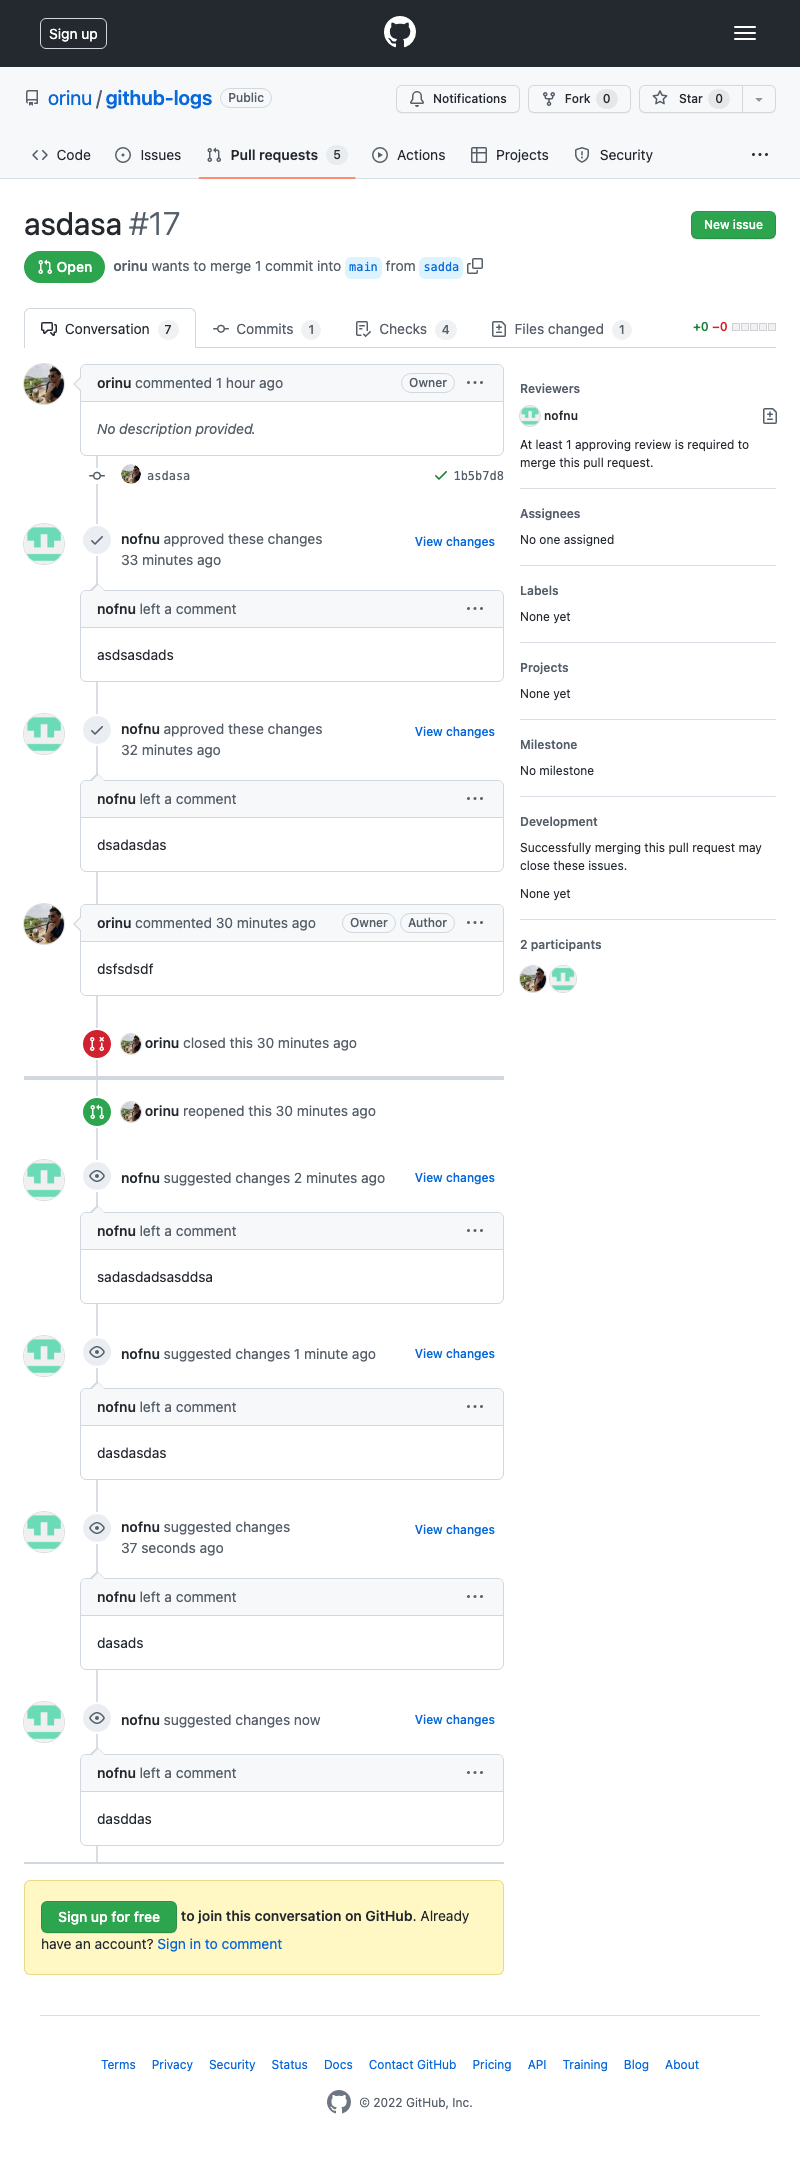 Sign up
orinu / github-logs Public
Notifications
Fork 0
Star 0
Code
Issues
Pull requests 5
Actions
Projects
Security
asdasa #17
New issue
Open
orinu wants to merge 1 commit into main from sadda
Conversation 7
Commits 1
Checks 4
Files changed 1
+0 −0
orinu commented 1 hour ago
Owner
No description provided.
asdasa
1b5b7d8
nofnu approved these changes
33 minutes ago
View changes
nofnu left a comment
asdsasdads
nofnu approved these changes
32 minutes ago
View changes
nofnu left a comment
dsadasdas
orinu commented 30 minutes ago
Owner
Author
dsfsdsdf
orinu closed this 30 minutes ago
orinu reopened this 30 minutes ago
nofnu suggested changes 2 minutes ago
View changes
nofnu left a comment
sadasdadsasddsa
nofnu suggested changes 1 minute ago
View changes
nofnu left a comment
dasdasdas
nofnu suggested changes
37 seconds ago
View changes
nofnu left a comment
dasads
nofnu suggested changes now
View changes
nofnu left a comment
dasddas
Reviewers
nofnu
At least 1 approving review is required to
merge this pull request.
Assignees
No one assigned
Labels
None yet
Projects
None yet
Milestone
No milestone
Development
Successfully merging this pull request may
close these issues.
None yet
2 participants
Sign up for free to join this conversation on GitHub. Already
have an account? Sign in to comment
Terms
Privacy
Security
Status
Docs
Contact GitHub
Pricing
API
Training
Blog
About
© 2022 GitHub, Inc.